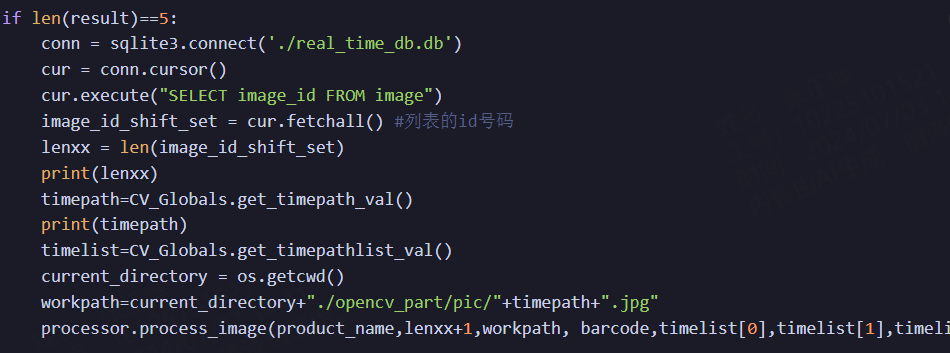 if len(result)==5:
    conn = sqlite3.connect('./real_time_db.db')
    cur = conn.cursor()
    cur.execute("SELECT image_id FROM image")
    image_id_shift_set = cur.fetchall() #列表的id号码
    lenxx = len(image_id_shift_set)
    print(lenxx)
    timepath=CV_Globals.get_timepath_val()
    print(timepath)
    timelist=CV_Globals.get_timepathlist_val()
    current_directory = os.getcwd()
    workpath=current_directory+"./opencv_part/pic/"+timepath+".jpg"
    processor.process_image(product_name,lenxx+1,workpath, barcode,timelist[0],timelist[1],timeli